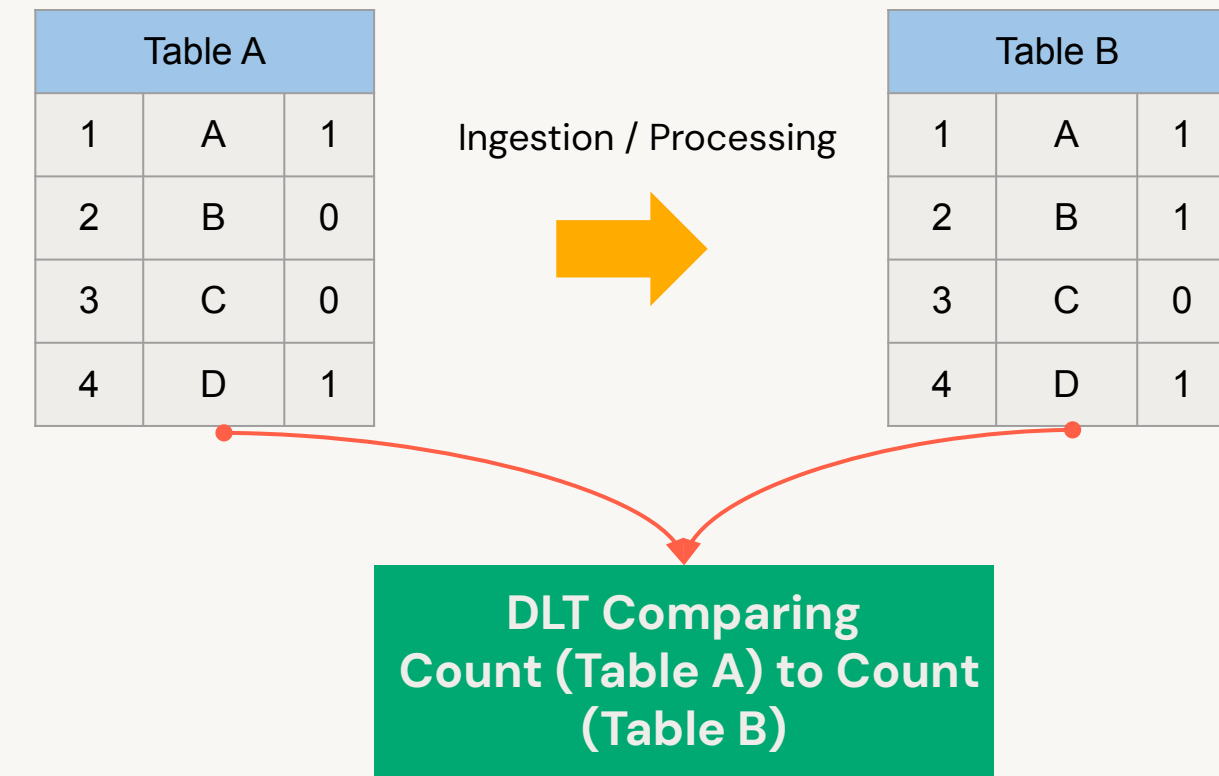 Table A
1 A 1
2 B 0
3 C 0
4 D 1
Ingestion / Processing
Table B
1 A 1
2 B 1
3 C 0
4 D 1
DLT Comparing
Count (Table A) to Count
(Table B)